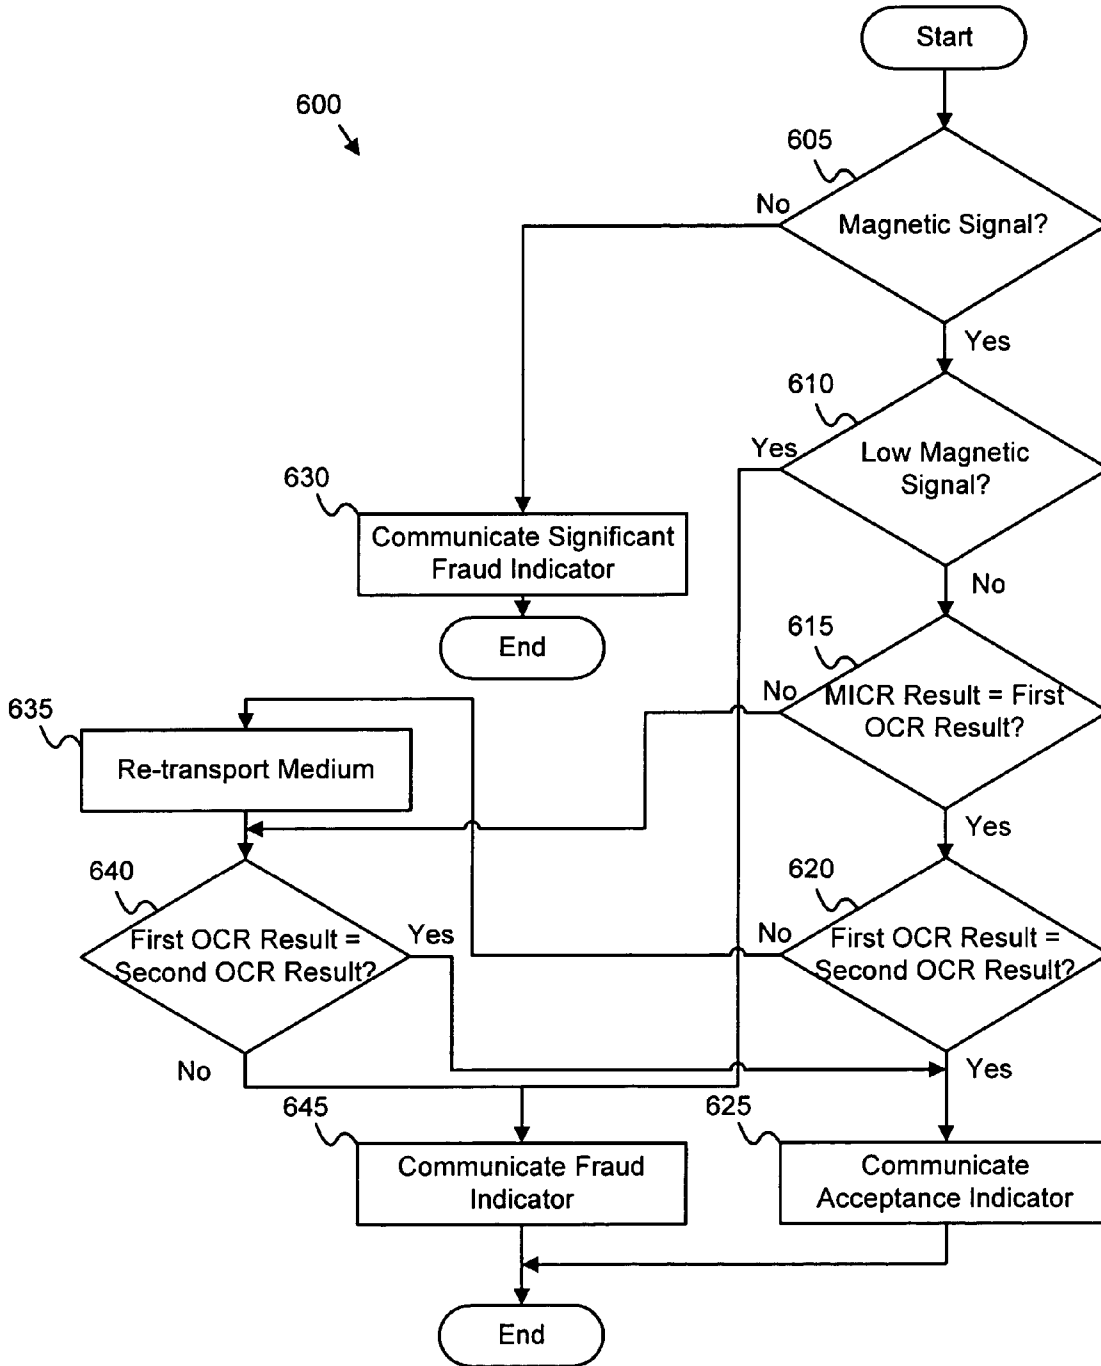 Start
600
605
No
Magnetic Signal?
Yes
610
Yes
Low Magnetic
Signal?
630
Communicate Significant
Fraud Indicator
No
End
615
No
MICR Result = First
OCR Result?
635
Re-transport Medium
Yes
640
620
First OCR Result =
Second OCR Result?
Yes
No
First OCR Result =
Second OCR Result?
No
Yes
645
625
Communicate Fraud
Indicator
Communicate
Acceptance Indicator
End